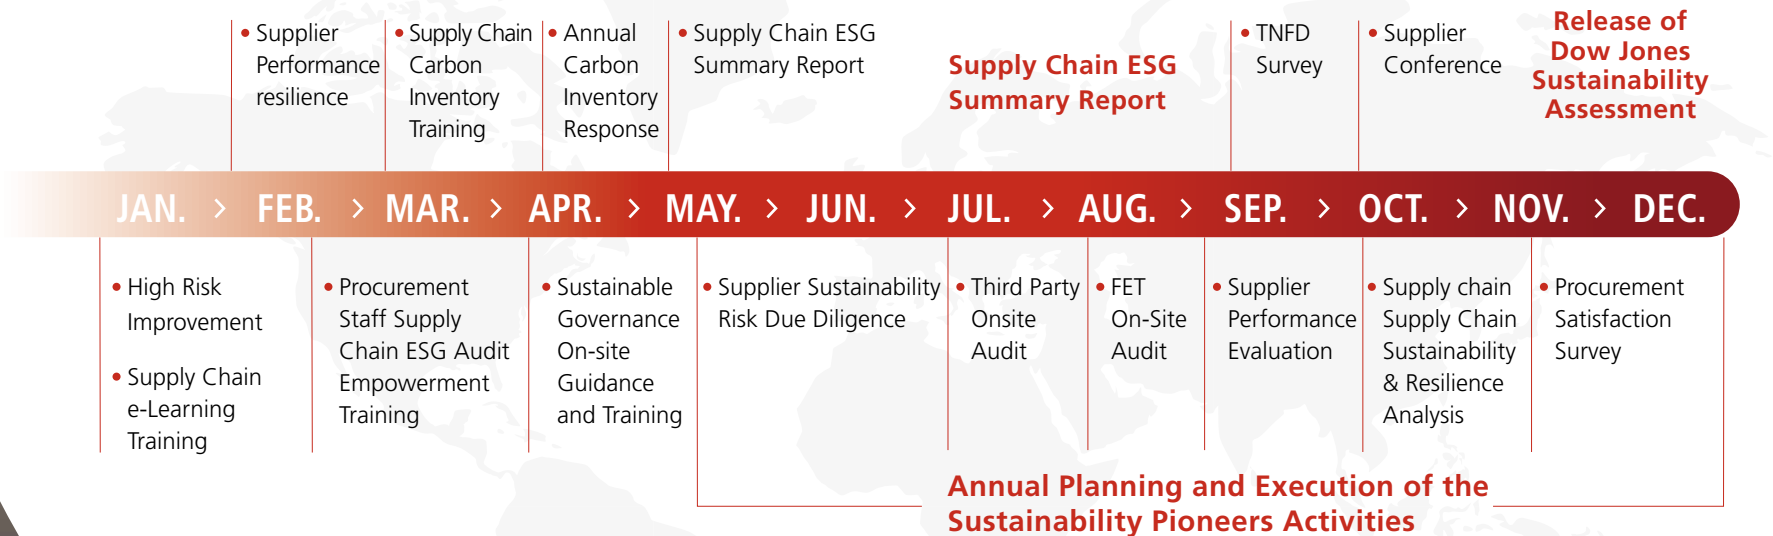 • Supplier
Performance
resilience
• Supply Chain
Carbon
Inventory
Training
• Annual
Carbon
Inventory
Response
• Supply Chain ESG
Summary Report
Supply Chain ESG
Summary Report
• TNFD
Survey
• Supplier
Conference
Release of
Dow Jones
Sustainability
Assessment
JAN. > FEB. > MAR. > APR. > MAY. > JUN. > JUL. > AUG. > SEP. > OCT. > NOV. > DEC.
• High Risk
Improvement
• Supply Chain
e-Learning
Training
• Procurement
Staff Supply
Chain ESG Audit
Empowerment
Training
• Sustainable
Governance
On-site
Guidance
and Training
• Supplier Sustainability
Risk Due Diligence
• Third Party
Onsite
Audit
• FET
On-Site
Audit
• Supplier
Performance
Evaluation
• Supply chain
Supply Chain
Sustainability
& Resilience
Analysis
• Procurement
Satisfaction
Survey
Annual Planning and Execution of the
Sustainability Pioneers Activities